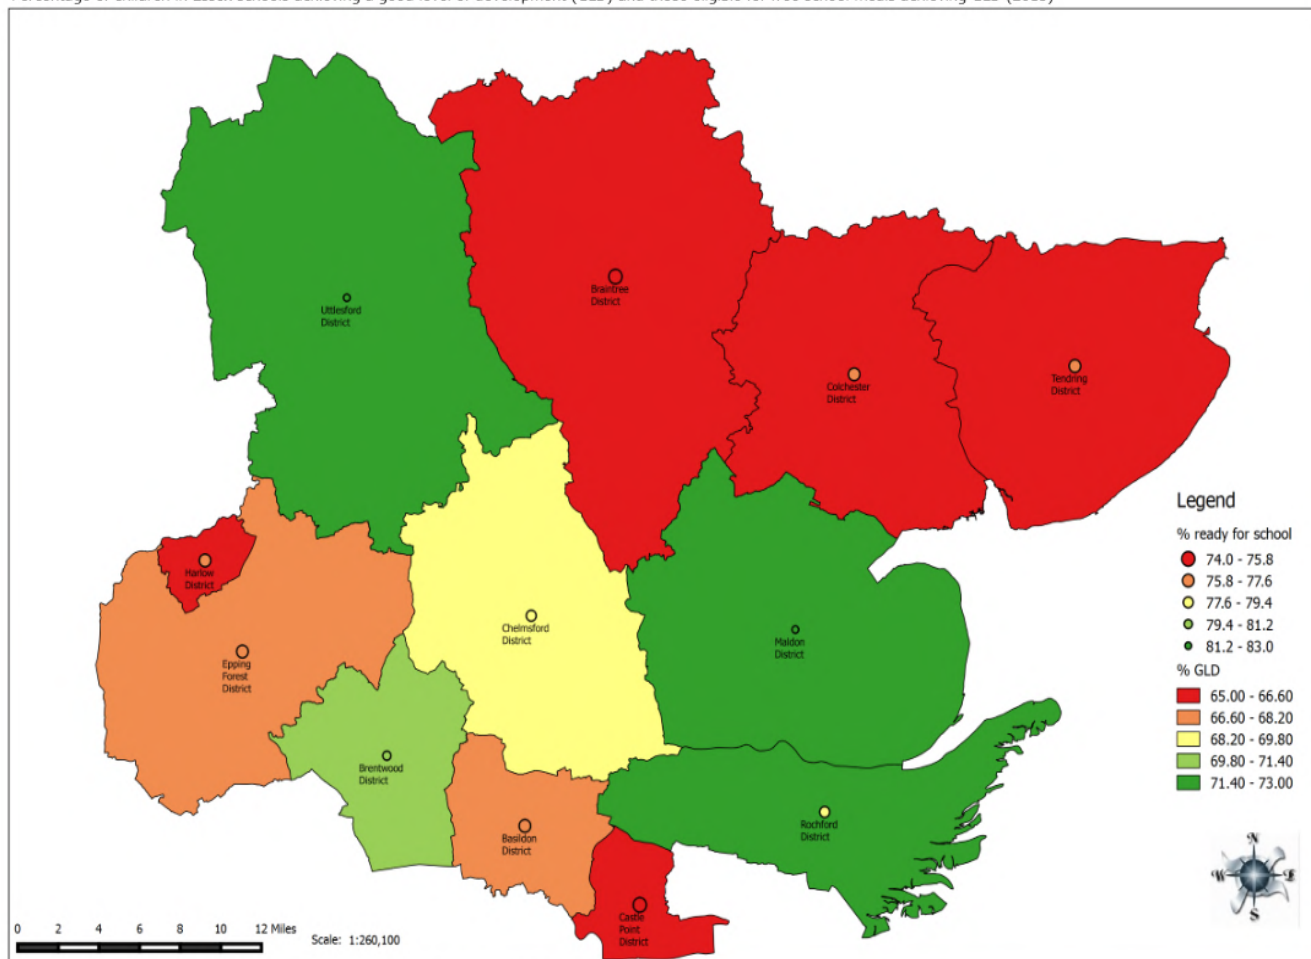 Uttlesford
District
Braintree
District
Colchester
District
Tendring
District
Harlow
District
Epping
Forest
District
Chelmsford
District
Maldon
District
Brentwood
District
Basildon
District
Rochford
District
Castle
Point
District
Legend
% ready for school
74.0 - 75.8
75.8 - 77.6
77.6 - 79.4
79.4 - 81.2
81.2 - 83.0
% GLD
65.00 - 66.60
66.60 - 68.20
68.20 - 69.80
69.80 - 71.40
71.40 - 73.00
N
W E
S
0 2 4 6 8 10 12 Miles
Scale: 1:260,100